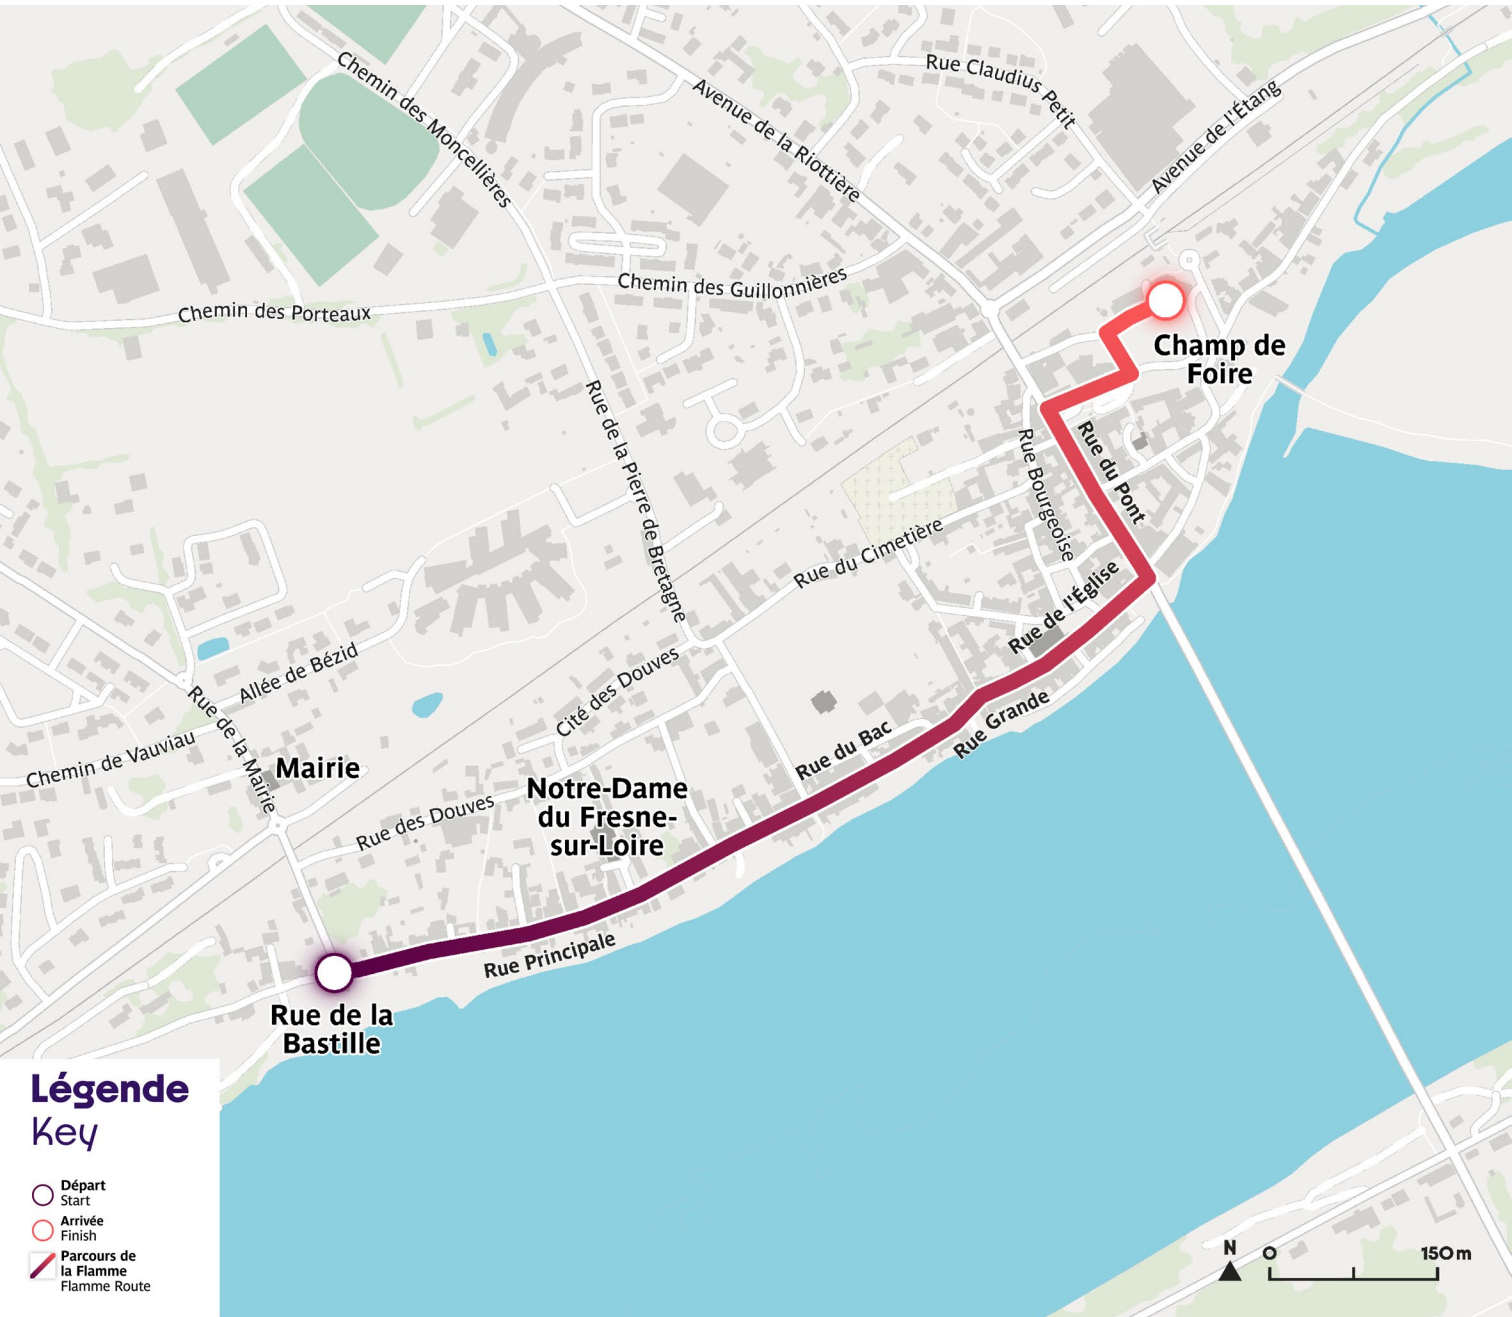 Chemin des Moncellières
Avenue de la Riottière
Rue Claudius Petit
Avenue de l'Étang
Chemin des Guillonnières
Chemin des Porteaux
Champ de
Foire
Rue de la Pierre de Bretagne
Rue Bourgeoise
Rue du Pont
Rue du Cimetière
Rue de l'Église
Allée de Bézid
Cité des Douves
Rue de la Mairie
Chemin de Vauviau
Mairie
Rue du Bac
Rue Grande
Notre-Dame
du Fresne-
sur-Loire
Rue des Douves
Rue Principale
Rue de la
Bastille
Légende
Key
Départ
Start
Arrivée
Finish
Parcours de
la Flamme
Flamme Route
N
0
150m